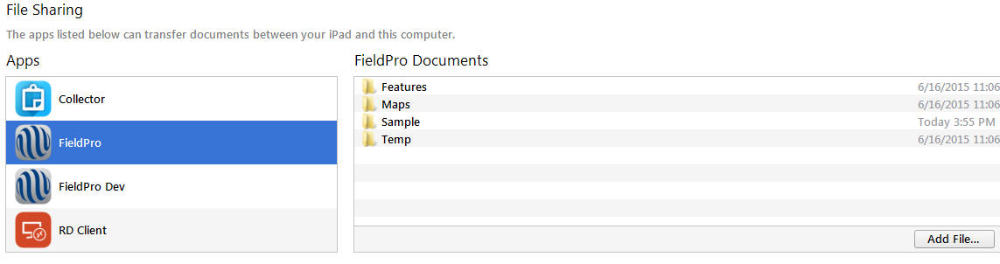 File Sharing
The apps listed below can transfer documents between your iPad and this computer.
Apps
Collector
FieldPro
FieldPro Dev
RD Client
FieldPro Documents
Features 6/16/2015 11:06
Maps 6/16/2015 11:06
Sample Today 3:55 PM
Temp 6/16/2015 11:06
Add File...